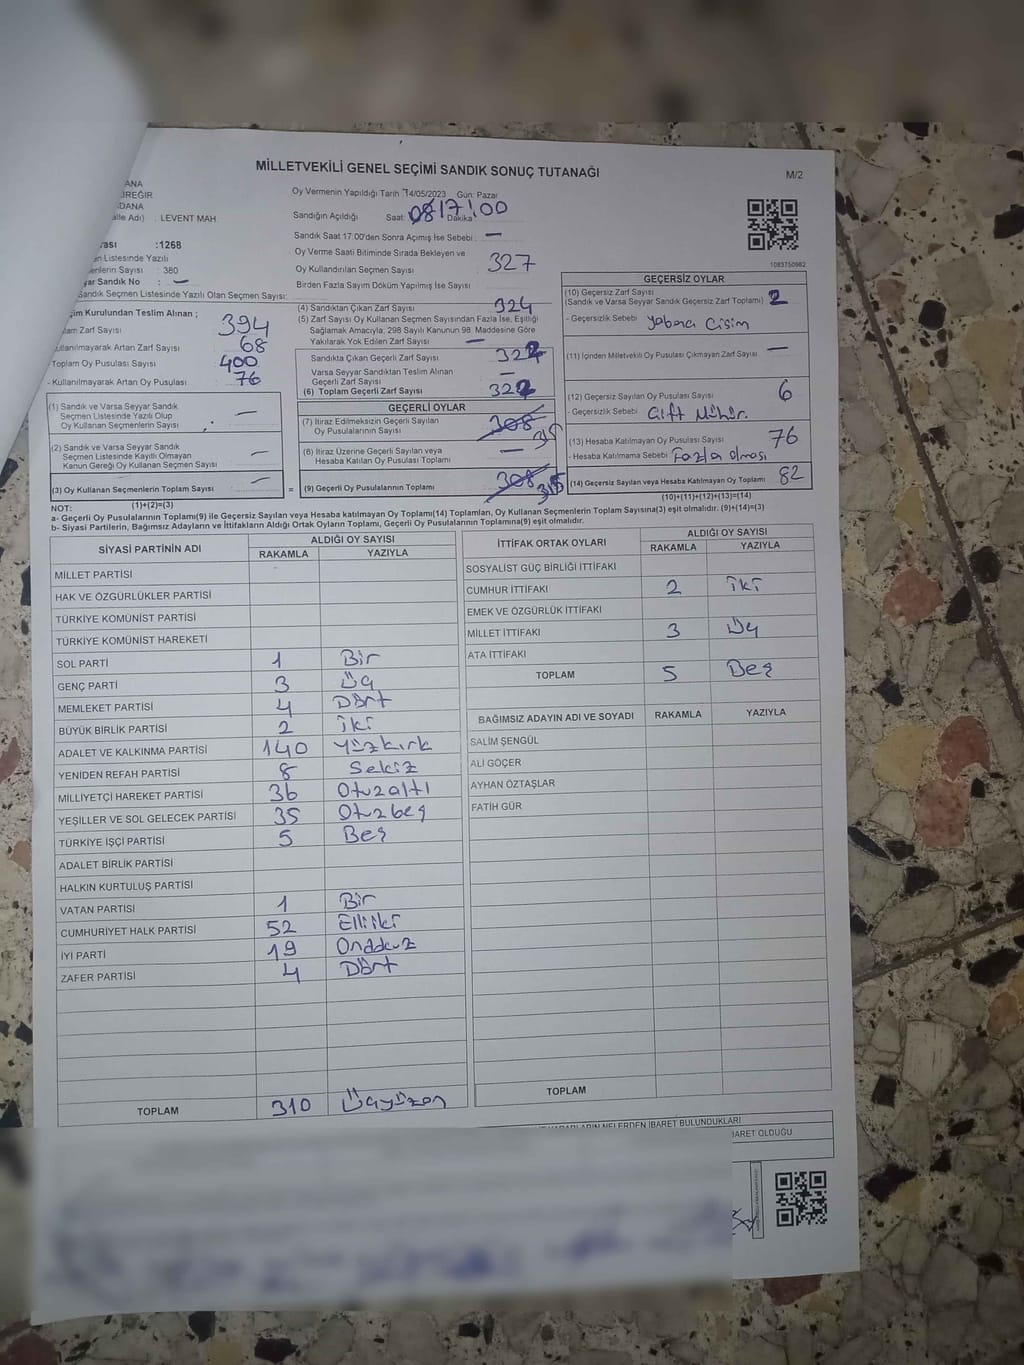 MİLLETVEKİLİ GENEL SEÇİMİ SANDIK SONUÇ TUTANAĞI
M/2
ANA
REĞİR
DANA
alle Adı) : LEVENT MAH
rası :1268
en Listesinde Yazılı
enlerin Sayısı : 380
yar Sandık No : —
Sandık Seçmen Listesinde Yazılı Olan Seçmen Sayısı:
im Kurulundan Teslim Alınan ;
lam Zarf Sayısı 394
ullanılmayarak Artan Zarf Sayısı 68
Toplam Oy Pusulası Sayısı 400
- Kullanılmayarak Artan Oy Pusulası 76
(1) Sandık ve Varsa Seyyar Sandık
Seçmen Listesinde Yazılı Olup
Oy Kullanan Seçmenlerin Sayısı —
(2) Sandık ve Varsa Seyyar Sandık
Seçmen Listesinde Kayıtlı Olmayan
Kanun Gereği Oy Kullanan Seçmen Sayısı —
(3) Oy Kullanan Seçmenlerin Toplam Sayısı —
(1)+(2)=(3)
Oy Vermenin Yapıldığı Tarih :14/05/2023 Gün: Pazar
Sandığın Açıldığı Saat: 17 Dakika: 00
Sandık Saat 17:00'den Sonra Açımış İse Sebebi : —
Oy Verme Saati Bitiminde Sırada Bekleyen ve
Oy Kullandırılan Seçmen Sayısı 327
Birden Fazla Sayım Döküm Yapılmış İse Sayısı :
(4) Sandıktan Çıkan Zarf Sayısı 324
(5) Zarf Sayısı Oy Kullanan Seçmen Sayısından Fazla İse, Eşitliği
Sağlamak Amacıyla, 298 Sayılı Kanunun 98. Maddesine Göre
Yakılarak Yok Edilen Zarf Sayısı —
Sandıkta Çıkan Geçerli Zarf Sayısı 322
Varsa Seyyar Sandıktan Teslim Alınan
Geçerli Zarf Sayısı —
(6) Toplam Geçerli Zarf Sayısı 322
GEÇERLİ OYLAR
(7) İtiraz Edilmeksizin Geçerli Sayılan
Oy Pusulalarının Sayısı 308 315
(8) İtiraz Üzerine Geçerli Sayılan veya
Hesaba Katılan Oy Pusulası Toplamı —
= (9) Geçerli Oy Pusulalarının Toplamı 308 315
1083750982
GEÇERSİZ OYLAR
(10) Geçersiz Zarf Sayısı
(Sandık ve Varsa Seyyar Sandık Geçersiz Zarf Toplamı) 2
- Geçersizlik Sebebi Yabancı Cisim
(11) İçinden Milletvekili Oy Pusulası Çıkmayan Zarf Sayısı —
(12) Geçersiz Sayılan Oy Pusulası Sayısı 6
- Geçersizlik Sebebi Çift Mühür.
(13) Hesaba Katılmayan Oy Pusulası Sayısı 76
- Hesaba Katılmama Sebebi Fazla olması
(14) Geçersiz Sayılan veya Hesaba Katılmayan Oy Toplamı 82
(10)+(11)+(12)+(13)=(14)
NOT:
a- Geçerli Oy Pusulalarının Toplamı(9) ile Geçersiz Sayılan veya Hesaba katılmayan Oy Toplamı(14) Toplamları, Oy Kullanan Seçmenlerin Toplam Sayısına(3) eşit olmalıdır. (9)+(14)=(3)
b- Siyasi Partilerin, Bağımsız Adayların ve İttifakların Aldığı Ortak Oyların Toplamı, Geçerli Oy Pusulalarının Toplamına(9) eşit olmalıdır.
SİYASİ PARTİNİN ADI
ALDIĞI OY SAYISI
RAKAMLA YAZIYLA
MİLLET PARTİSİ
HAK VE ÖZGÜRLÜKLER PARTİSİ
TÜRKİYE KOMÜNİST PARTİSİ
TÜRKİYE KOMÜNİST HAREKETİ
SOL PARTİ 1 Bir
GENÇ PARTİ 3 Üç
MEMLEKET PARTİSİ 4 Dört
BÜYÜK BİRLİK PARTİSİ 2 iki
ADALET VE KALKINMA PARTİSİ 140 Yüzkırk
YENİDEN REFAH PARTİSİ 8 Sekiz
MİLLİYETÇİ HAREKET PARTİSİ 36 Otuzaltı
YEŞİLLER VE SOL GELECEK PARTİSİ 35 Otuzbeş
TÜRKİYE İŞÇİ PARTİSİ 5 Beş
ADALET BİRLİK PARTİSİ
HALKIN KURTULUŞ PARTİSİ
VATAN PARTİSİ 1 Bir
CUMHURİYET HALK PARTİSİ 52 Elliiki
İYİ PARTİ 19 Ondokuz
ZAFER PARTİSİ 4 Dört
TOPLAM 310 Üçyüzon
İTTİFAK ORTAK OYLARI
ALDIĞI OY SAYISI
RAKAMLA YAZIYLA
SOSYALİST GÜÇ BİRLİĞİ İTTİFAKI
CUMHUR İTTİFAKI 2 İki
EMEK VE ÖZGÜRLÜK İTTİFAKI
MİLLET İTTİFAKI 3 Üç
ATA İTTİFAKI
TOPLAM 5 Beş
BAĞIMSIZ ADAYIN ADI VE SOYADI RAKAMLA YAZIYLA
SALİM ŞENGÜL
ALİ GÖÇER
AYHAN ÖZTAŞLAR
FATİH GÜR
TOPLAM
NELERDEN İBARET BULUNDUKLARI
BARET OLDUĞU